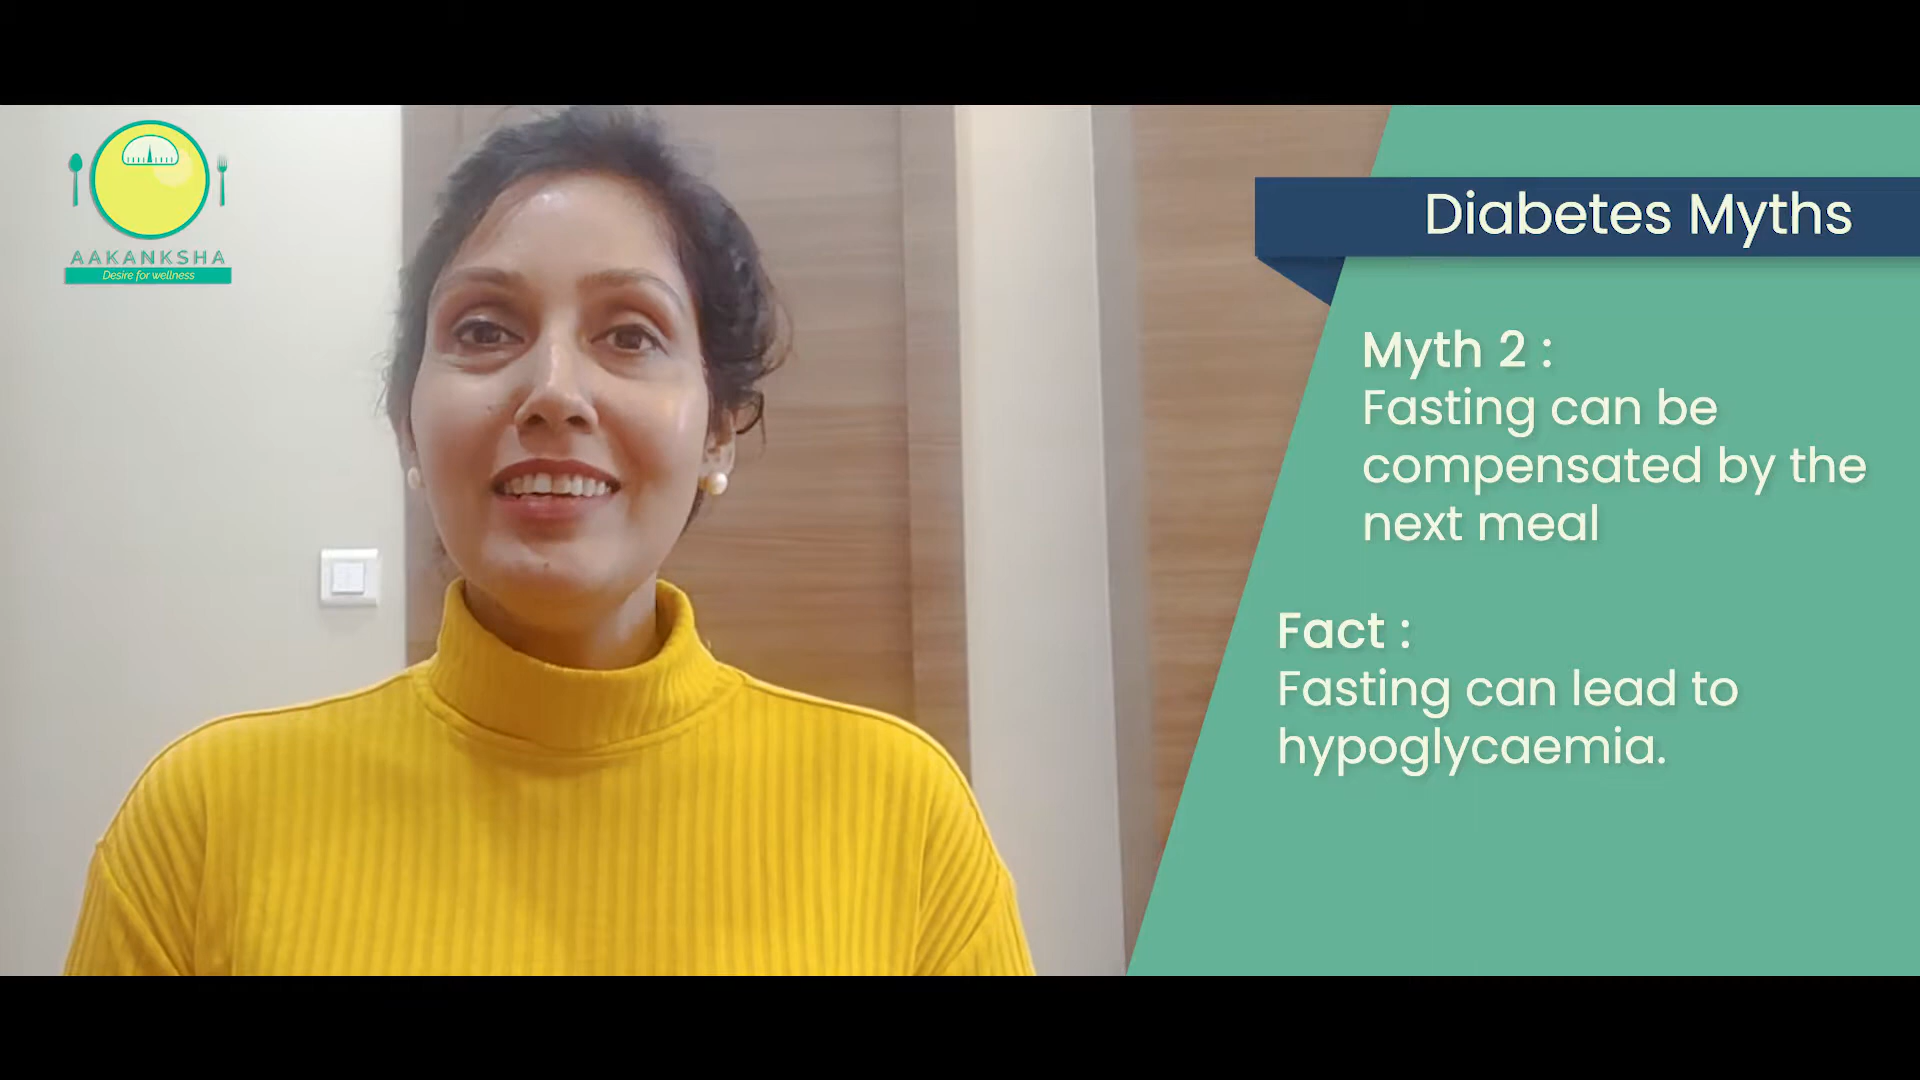 AAKANKSHA
Desire for wellness
Diabetes Myths
Myth 2 :
Fasting can be
compensated by the
next meal
Fact :
Fasting can lead to
hypoglycaemia.